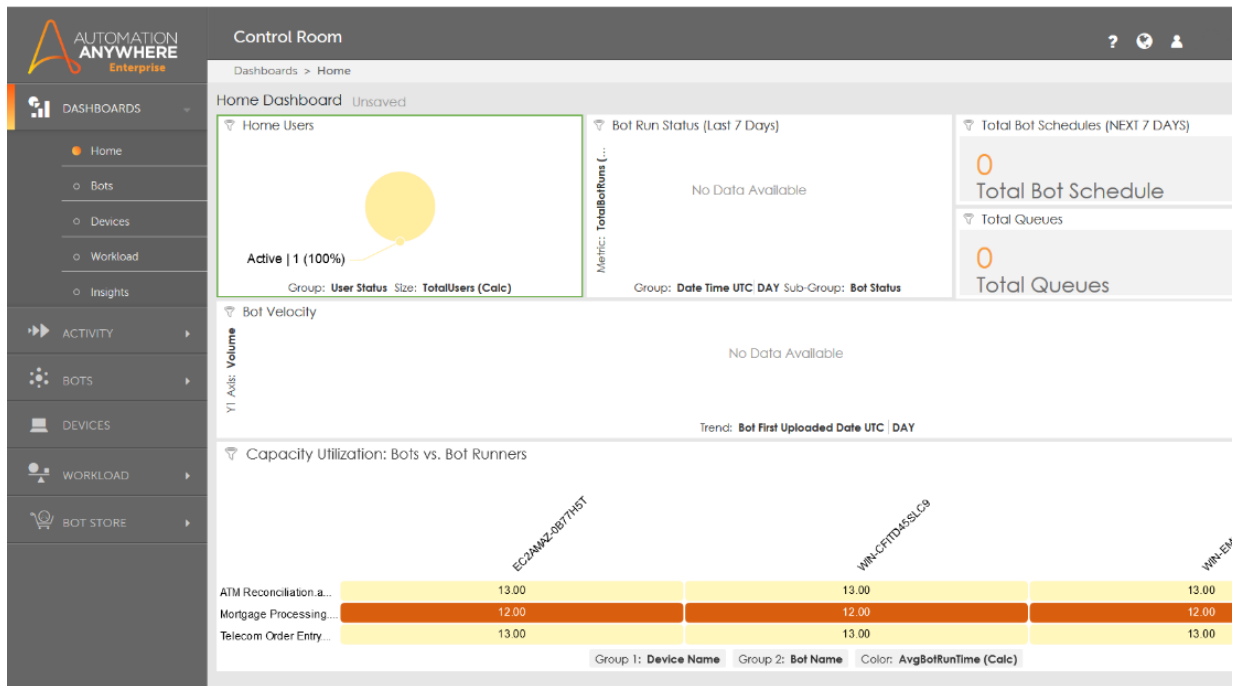 AUTOMATION
ANYWHERE
Enterprise
Control Room
?
Dashboards > Home
DASHBOARDS
Home
Bots
Devices
Workload
Insights
ACTIVITY
BOTS
DEVICES
WORKLOAD
BOT STORE
Home Dashboard Unsaved
Home Users
Active | 1 (100%)
Group: User Status Size: TotalUsers (Calc)
Bot Run Status (Last 7 Days)
Metric: TotalBotRuns (...
No Data Available
Group: Date Time UTC DAY Sub-Group: Bot Status
Total Bot Schedules (NEXT 7 DAYS)
0
Total Bot Schedule
Total Queues
0
Total Queues
Bot Velocity
Y1 Axis: Volume
No Data Available
Trend: Bot First Uploaded Date UTC DAY
Capacity Utilization: Bots vs. Bot Runners
EC2AMAZ-0B77H5T WIN-CFITD45SLC9 WIN-EM
ATM Reconciliation.a... 13.00 13.00 13.00
Mortgage Processing.... 12.00 12.00 12.00
Telecom Order Entry... 13.00 13.00 13.00
Group 1: Device Name Group 2: Bot Name Color: AvgBotRunTime (Calc)